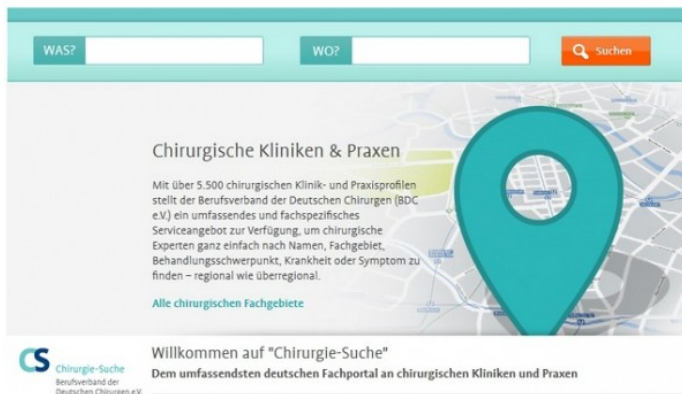 WAS?
WO?
Suchen
Chirurgische Kliniken & Praxen
Mit über 5.500 chirurgischen Klinik- und Praxisprofilen
stellt der Berufsverband der Deutschen Chirurgen (BDC
e.V.) ein umfassendes und fachspezifisches
Serviceangebot zur Verfügung, um chirurgische
Experten ganz einfach nach Namen, Fachgebiet,
Behandlungsschwerpunkt, Krankheit oder Symptom zu
finden – regional wie überregional.
Alle chirurgischen Fachgebiete
CS
Chirurgie-Suche
Berufsverband der
Deutschen Chirurgen e.V.
Willkommen auf "Chirurgie-Suche"
Dem umfassendsten deutschen Fachportal an chirurgischen Kliniken und Praxen